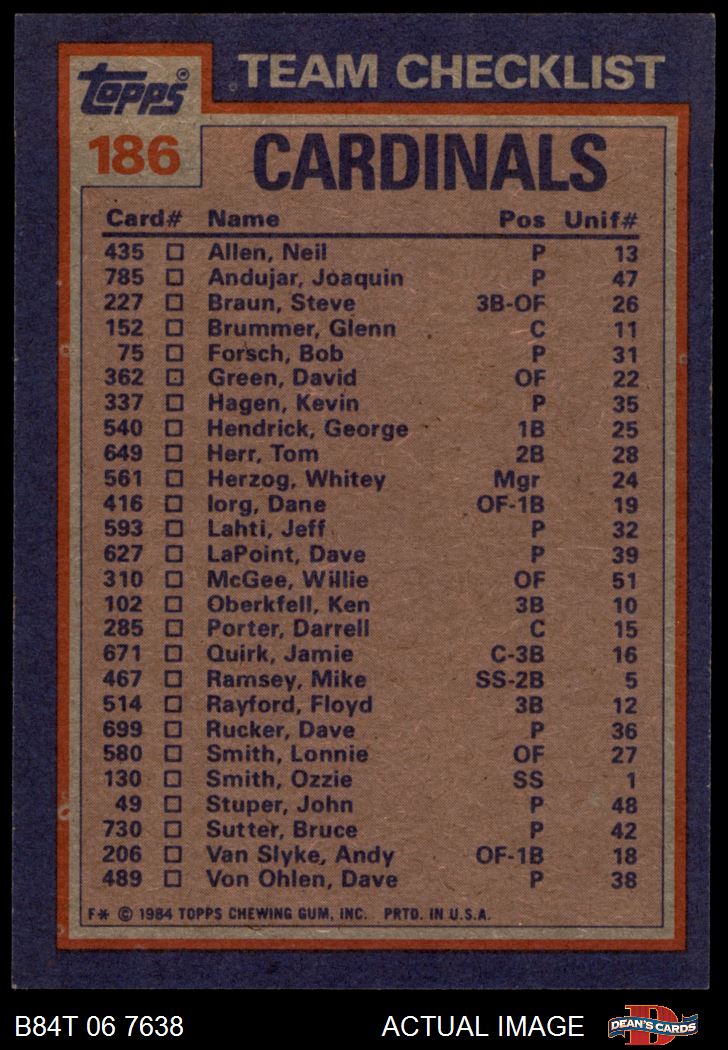 Topps® TEAM CHECKLIST
186 CARDINALS
Card# Name Pos Unif#
435 □ Allen, Neil P 13
785 □ Andujar, Joaquin P 47
227 □ Braun, Steve 3B-OF 26
152 □ Brummer, Glenn C 11
75 □ Forsch, Bob P 31
362 □ Green, David OF 22
337 □ Hagen, Kevin P 35
540 □ Hendrick, George 1B 25
649 □ Herr, Tom 2B 28
561 □ Herzog, Whitey Mgr 24
416 □ Iorg, Dane OF-1B 19
593 □ Lahti, Jeff P 32
627 □ LaPoint, Dave P 39
310 □ McGee, Willie OF 51
102 □ Oberkfell, Ken 3B 10
285 □ Porter, Darrell C 15
671 □ Quirk, Jamie C-3B 16
467 □ Ramsey, Mike SS-2B 5
514 □ Rayford, Floyd 3B 12
699 □ Rucker, Dave P 36
580 □ Smith, Lonnie OF 27
130 □ Smith, Ozzie SS 1
49 □ Stuper, John P 48
730 □ Sutter, Bruce P 42
206 □ Van Slyke, Andy OF-1B 18
489 □ Von Ohlen, Dave P 38
F* © 1984 TOPPS CHEWING GUM, INC. PRTD. IN U.S.A.
B84T 06 7638 ACTUAL IMAGE D DEAN'S CARDS